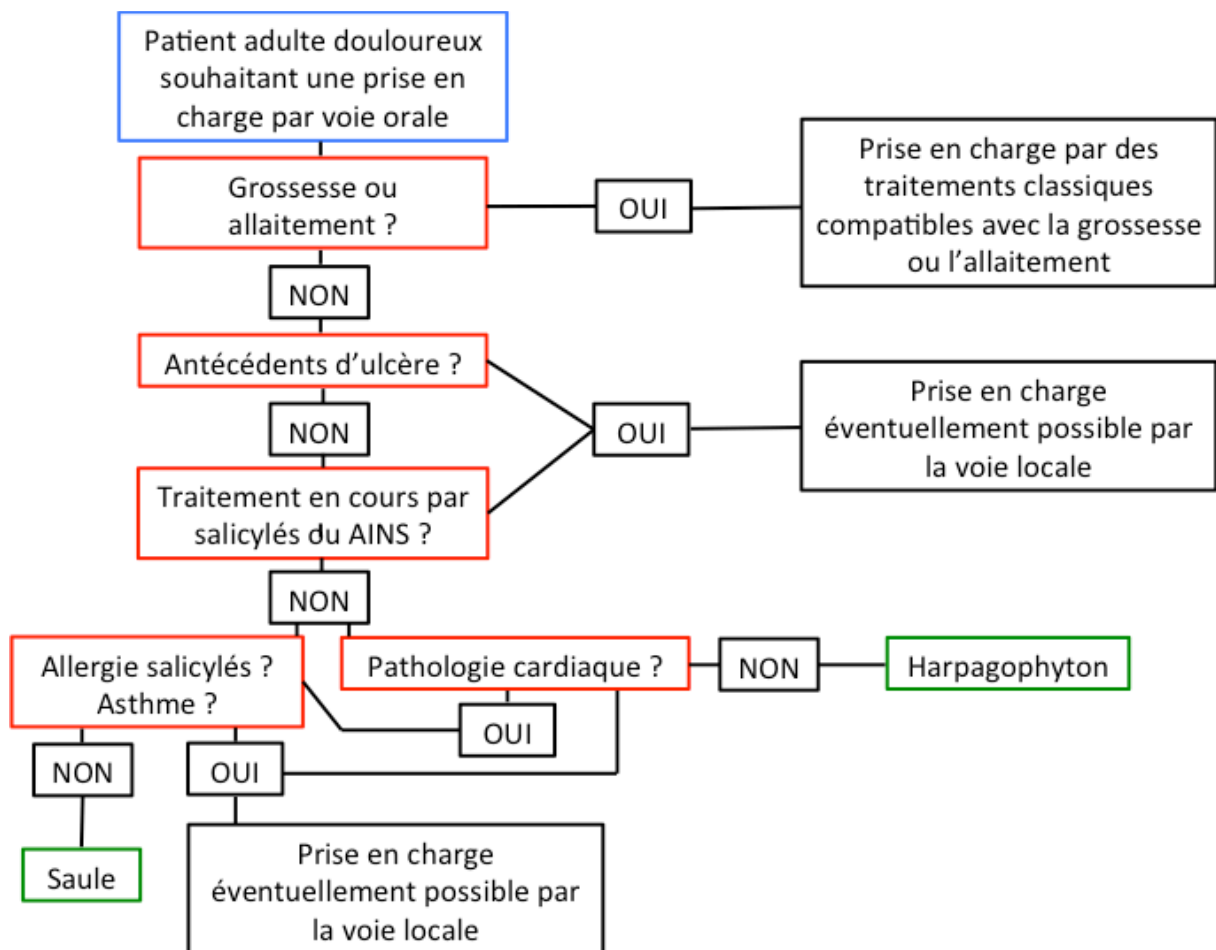 Patient adulte douloureux
souhaitant une prise en
charge par voie orale
Grossesse ou
allaitement ?
OUI
Prise en charge par des
traitements classiques
compatibles avec la grossesse
ou l’allaitement
NON
Antécédents d’ulcère ?
NON
OUI
Prise en charge
éventuellement possible par
la voie locale
Traitement en cours par
salicylés du AINS ?
NON
Allergie salicylés ?
Asthme ?
Pathologie cardiaque ?
NON
Harpagophyton
OUI
NON
OUI
Saule
Prise en charge
éventuellement possible par
la voie locale